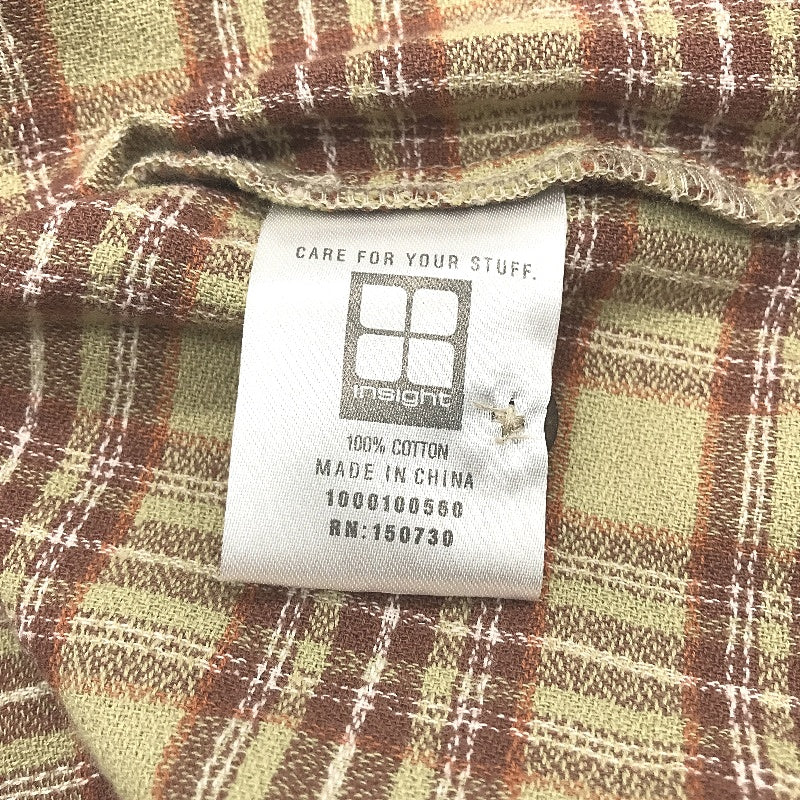 CARE FOR YOUR STUFF.
insight
100% COTTON
MADE IN CHINA
1000100560
RN:150730